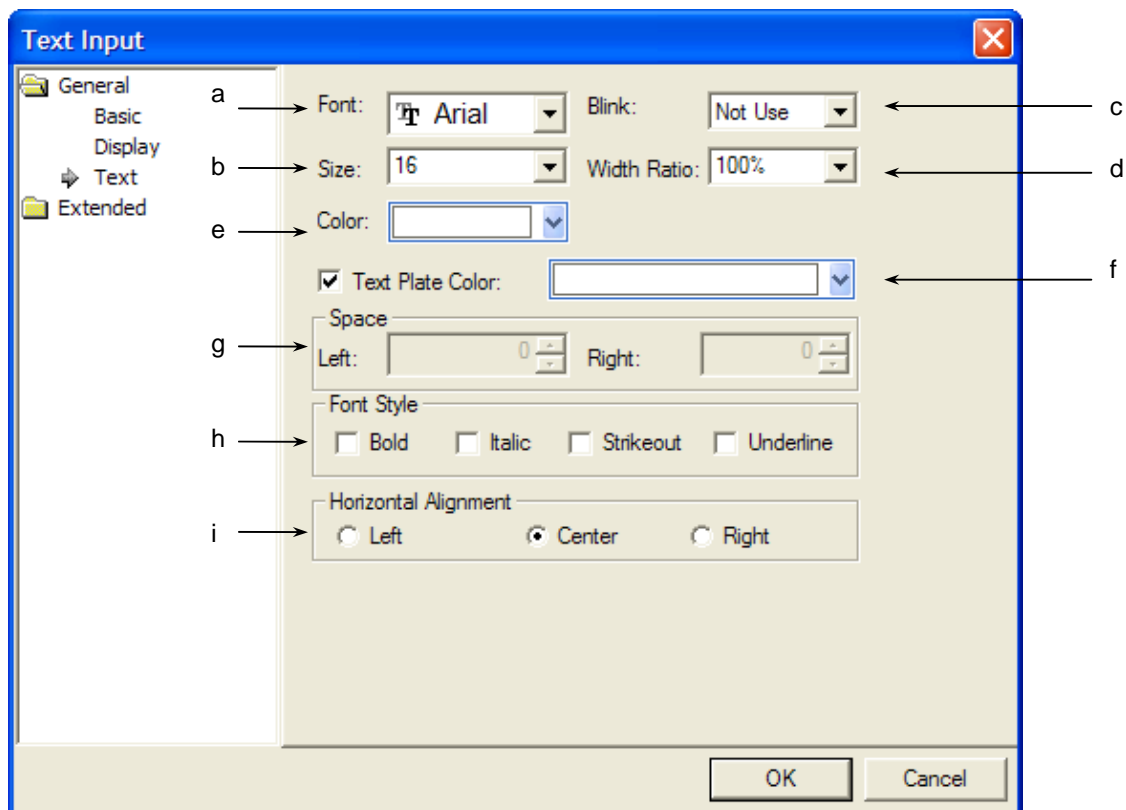 Text Input
General
Basic
Display
Text
Extended
a Font: Arial Blink: Not Use c
b Size: 16 Width Ratio: 100% d
e Color:
Text Plate Color: f
Space
g Left: 0 Right: 0
Font Style
h Bold Italic Strikeout Underline
Horizontal Alignment
i Left Center Right
OK Cancel